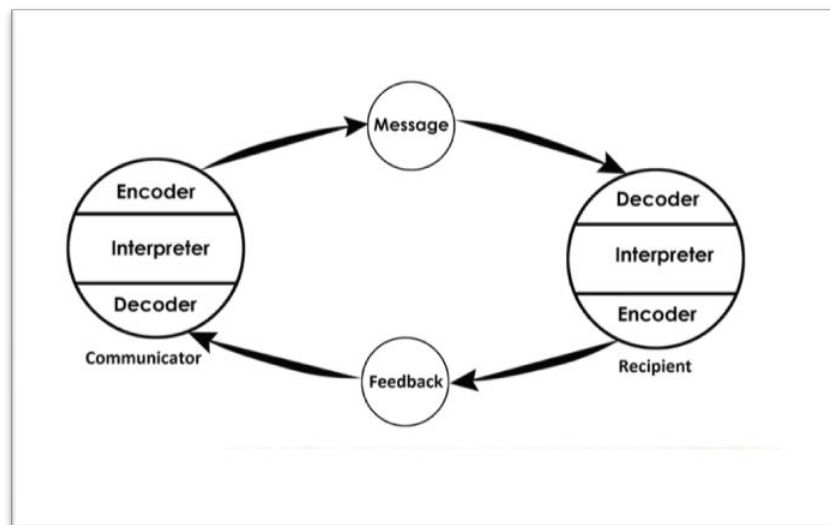 Message
Encoder
Interpreter
Decoder
Communicator
Decoder
Interpreter
Encoder
Recipient
Feedback